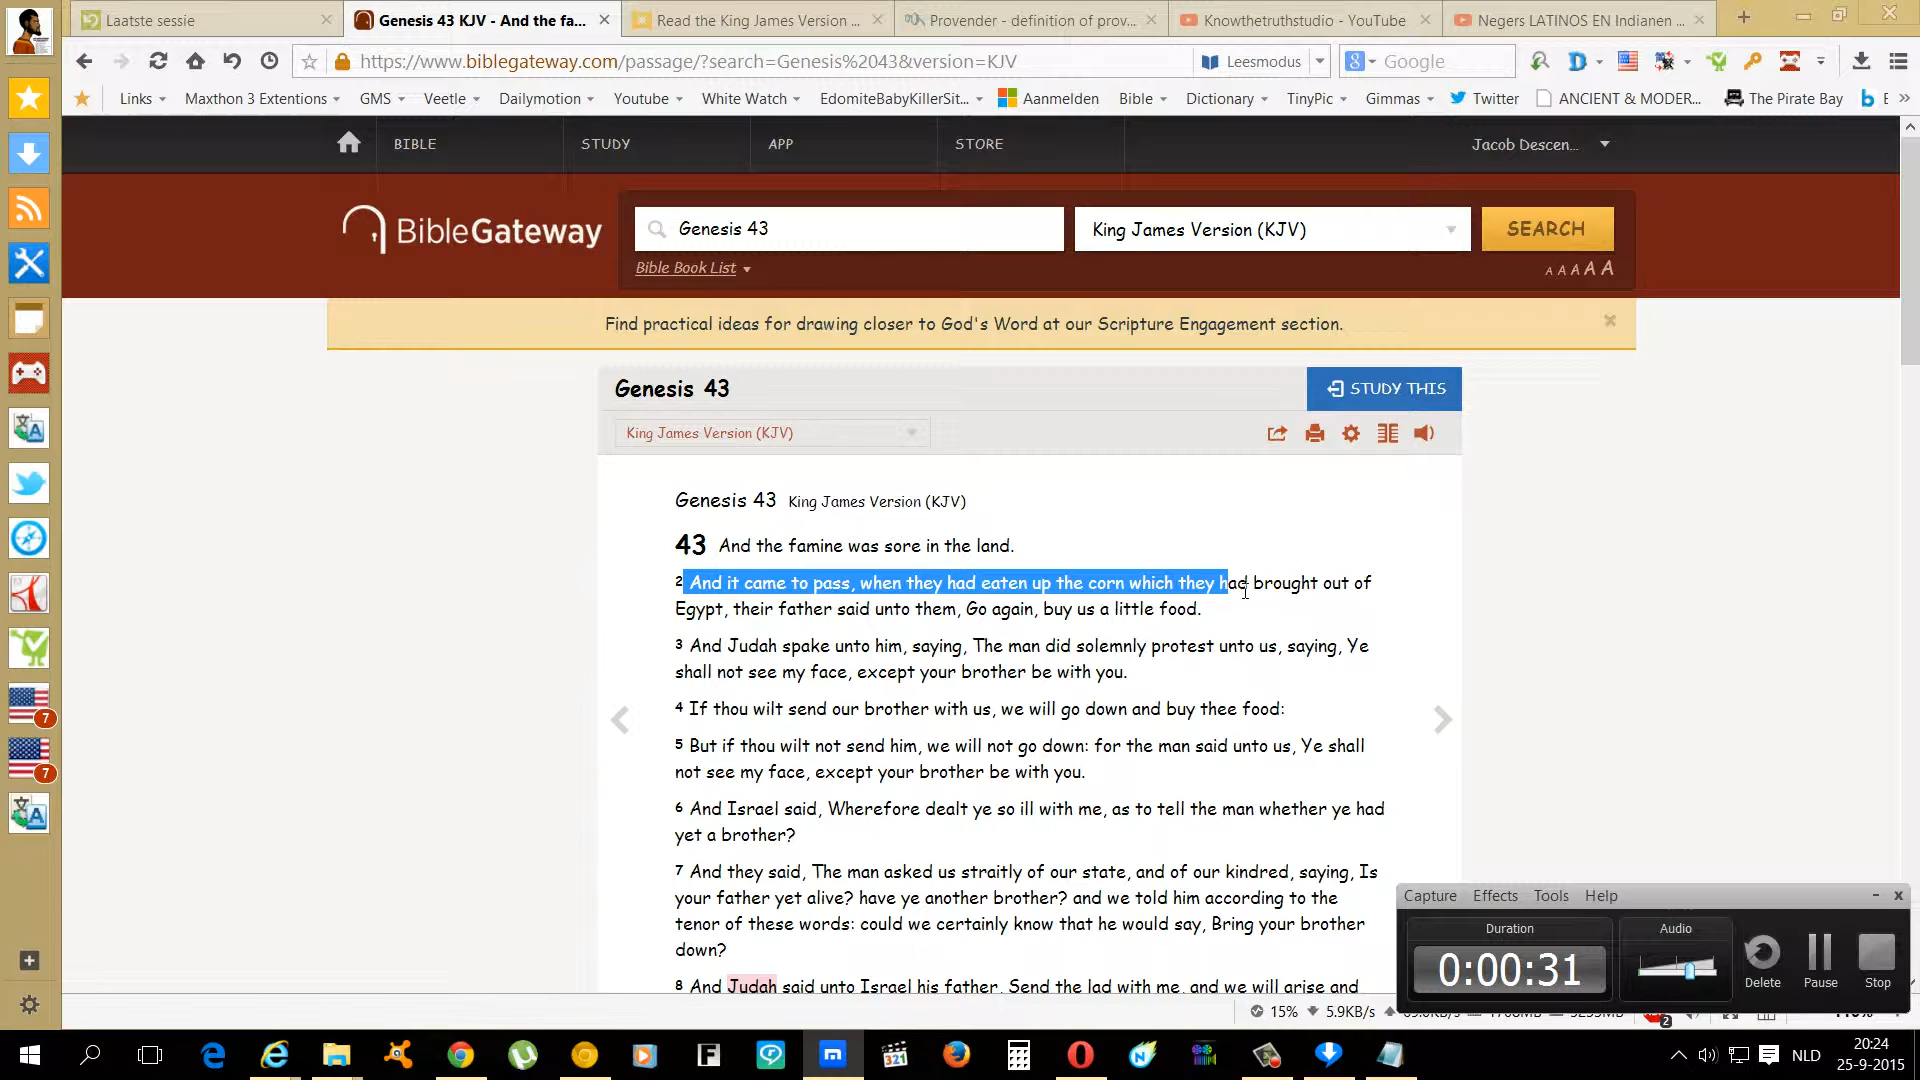 Laatste sessie
Genesis 43 KJV - And the fa...
Read the King James Version ...
Provender - definition of prov...
Knowthetruthstudio - YouTube
Negers LATINOS EN Indianen ...
https://www.biblegateway.com/passage/?search=Genesis%2043&version=KJV
Leesmodus
Google
Links
Maxthon 3 Extentions
GMS
Veetle
Dailymotion
Youtube
White Watch
EdomiteBabyKillerSit...
Aanmelden
Bible
Dictionary
TinyPic
Gimmas
Twitter
ANCIENT & MODER...
The Pirate Bay
BIBLE
STUDY
APP
STORE
Jacob Descen...
BibleGateway
Genesis 43
King James Version (KJV)
SEARCH
Bible Book List
A A A A A
Find practical ideas for drawing closer to God's Word at our Scripture Engagement section.
Genesis 43
STUDY THIS
King James Version (KJV)
Genesis 43 King James Version (KJV)
43 And the famine was sore in the land.
2 And it came to pass, when they had eaten up the corn which they had brought out of
Egypt, their father said unto them, Go again, buy us a little food.
3 And Judah spake unto him, saying, The man did solemnly protest unto us, saying, Ye
shall not see my face, except your brother be with you.
4 If thou wilt send our brother with us, we will go down and buy thee food:
5 But if thou wilt not send him, we will not go down: for the man said unto us, Ye shall
not see my face, except your brother be with you.
6 And Israel said, Wherefore dealt ye so ill with me, as to tell the man whether ye had
yet a brother?
7 And they said, The man asked us straitly of our state, and of our kindred, saying, Is
your father yet alive? have ye another brother? and we told him according to the
tenor of these words: could we certainly know that he would say, Bring your brother
down?
8 And Judah said unto Israel his father, Send the lad with me, and we will arise and
7
7
Capture Effects Tools Help
Duration
Audio
0:00:31
Delete
Pause
Stop
15%
5.9KB/s
2
NLD
20:24
25-9-2015